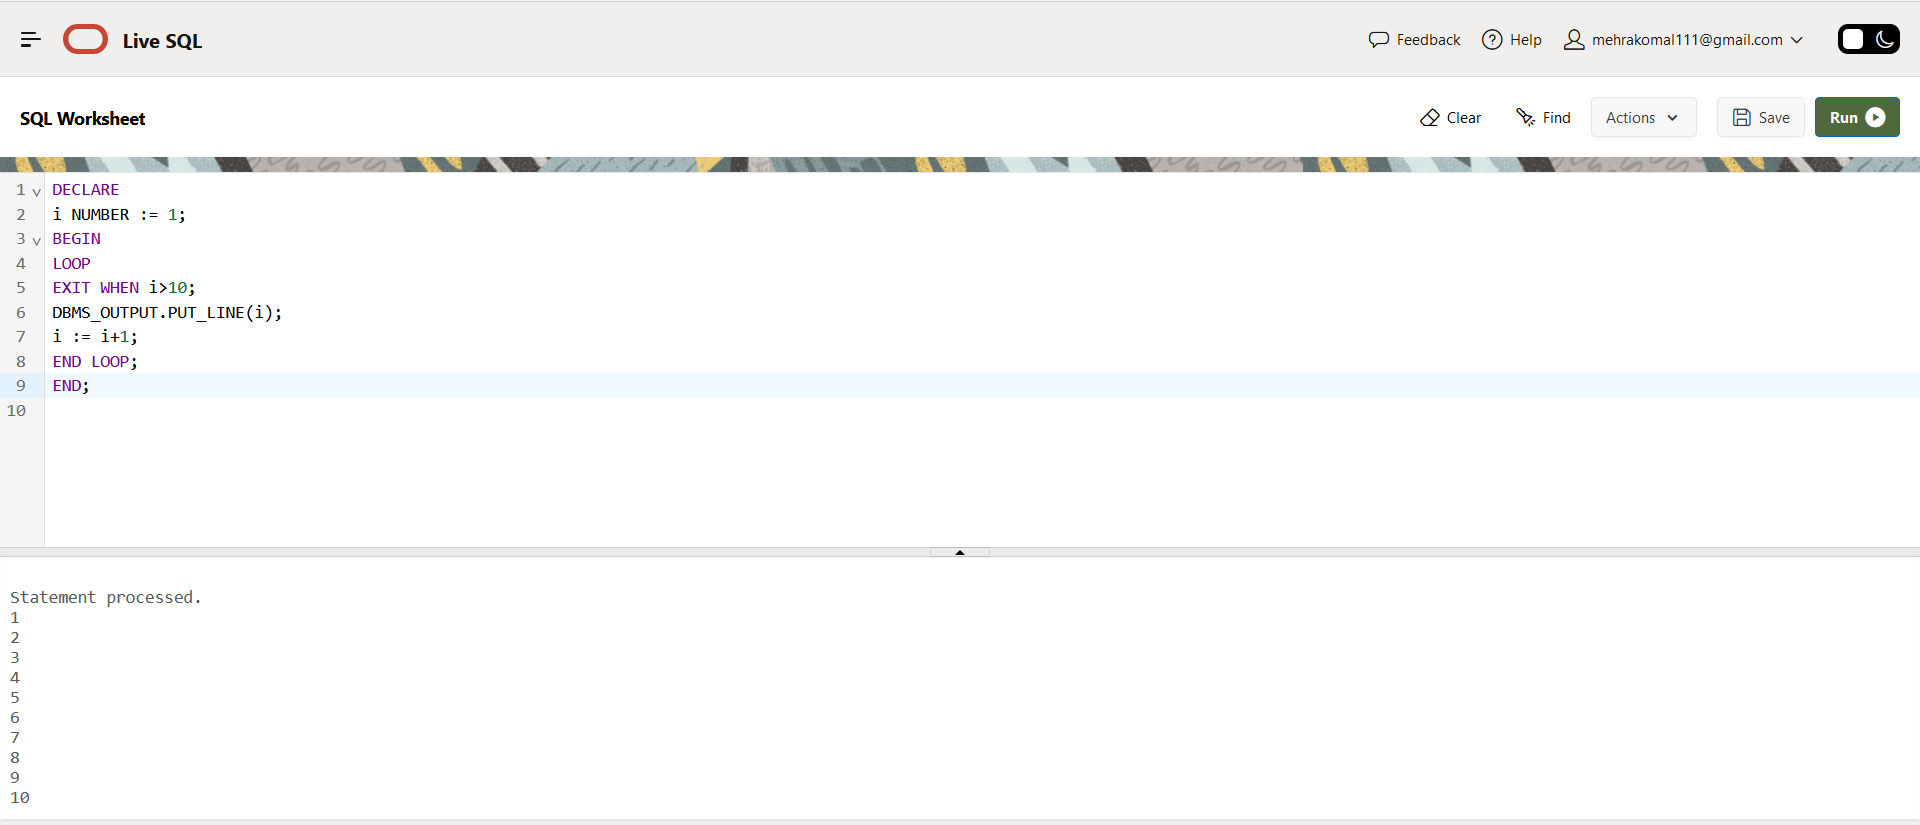 Live SQL
Feedback Help mehrakomal111@gmail.com
SQL Worksheet
Clear Find Actions Save Run
1 DECLARE
2 i NUMBER := 1;
3 BEGIN
4 LOOP
5 EXIT WHEN i>10;
6 DBMS_OUTPUT.PUT_LINE(i);
7 i := i+1;
8 END LOOP;
9 END;
10
Statement processed.
1
2
3
4
5
6
7
8
9
10